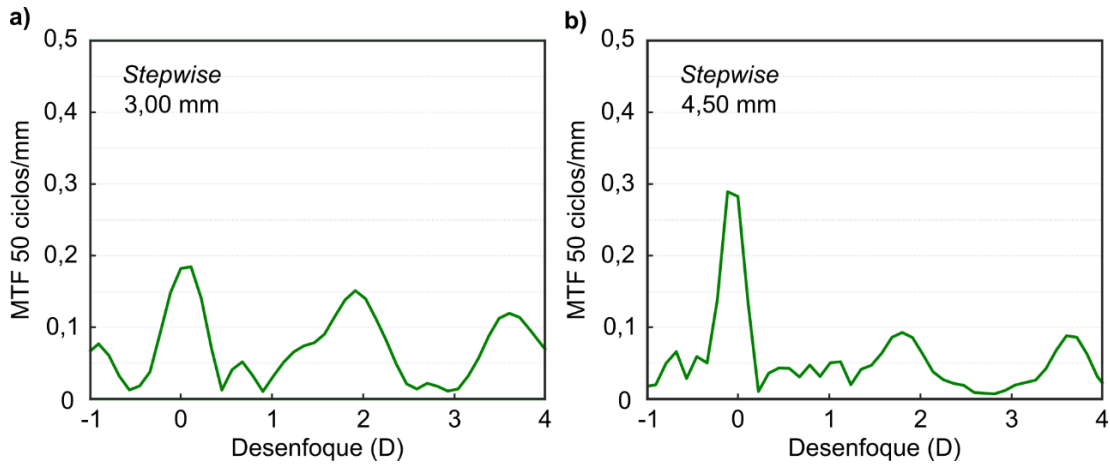 a)
0,5
0,4
0,3
0,2
0,1
0
MTF 50 ciclos/mm
Stepwise
3,00 mm
-1 0 1 2 3 4
Desenfoque (D)
b)
0,5
0,4
0,3
0,2
0,1
0
MTF 50 ciclos/mm
Stepwise
4,50 mm
-1 0 1 2 3 4
Desenfoque (D)